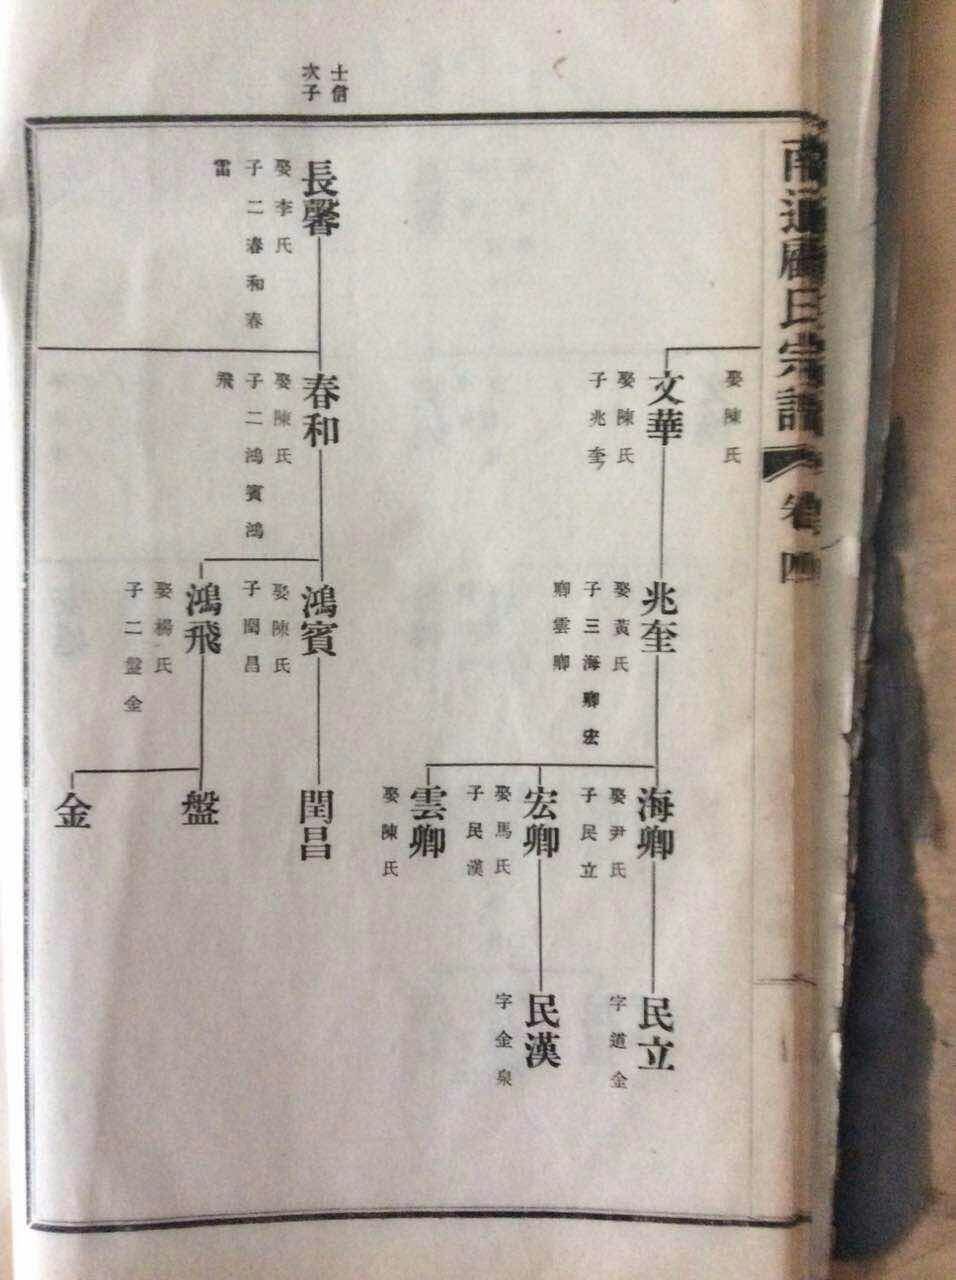 南通顧氏宗譜 卷四
娶陳氏
文華
娶陳氏
子兆奎
兆奎
娶黃氏
子三海卿宏
卿雲卿
海卿
娶尹氏
子民立
民立
字道金
宏卿
娶馬氏
子民漢
民漢
字金泉
雲卿
娶陳氏
士信
次子
長馨
娶李氏
子二春和春
雷
春和
娶陳氏
子二鴻賓鴻
飛
鴻賓
娶陳氏
子閏昌
閏昌
鴻飛
娶楊氏
子二盤金
盤
金